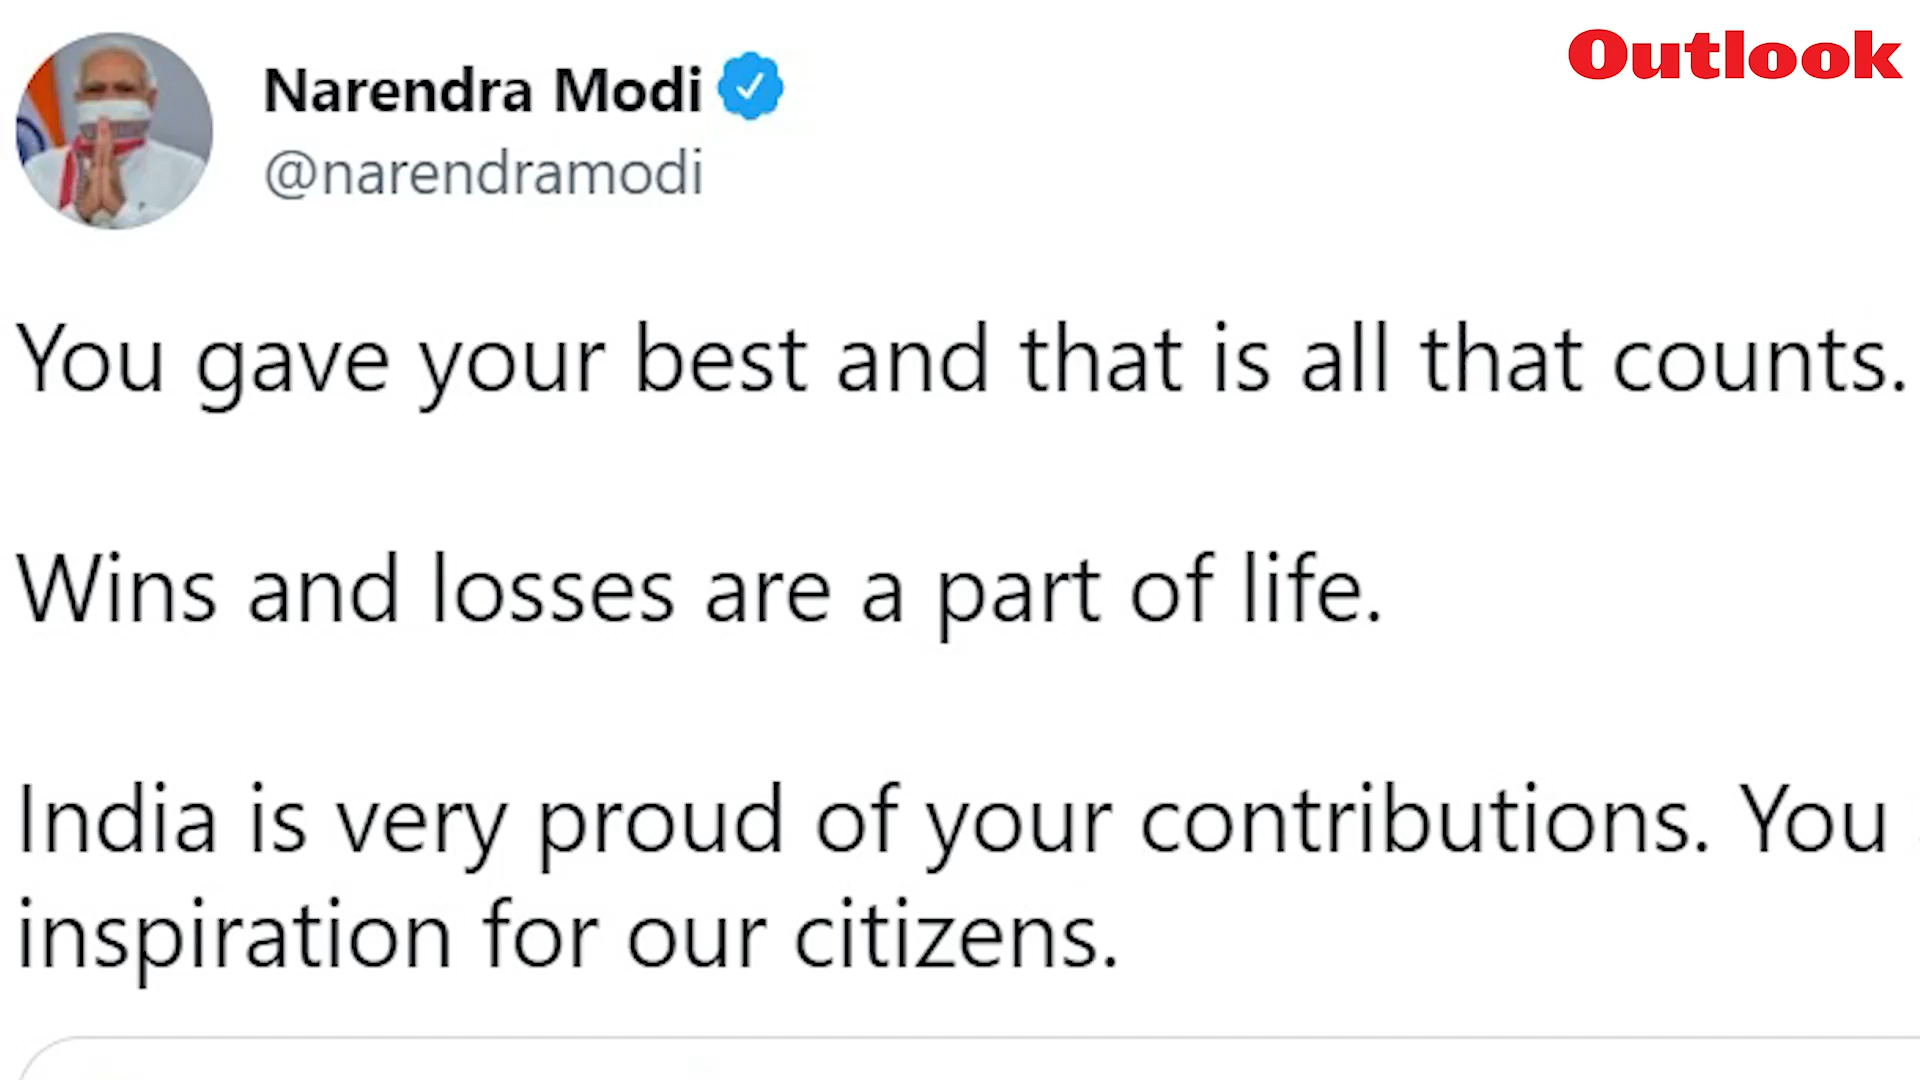 Outlook
Narendra Modi
@narendramodi
You gave your best and that is all that counts.
Wins and losses are a part of life.
India is very proud of your contributions. You
inspiration for our citizens.